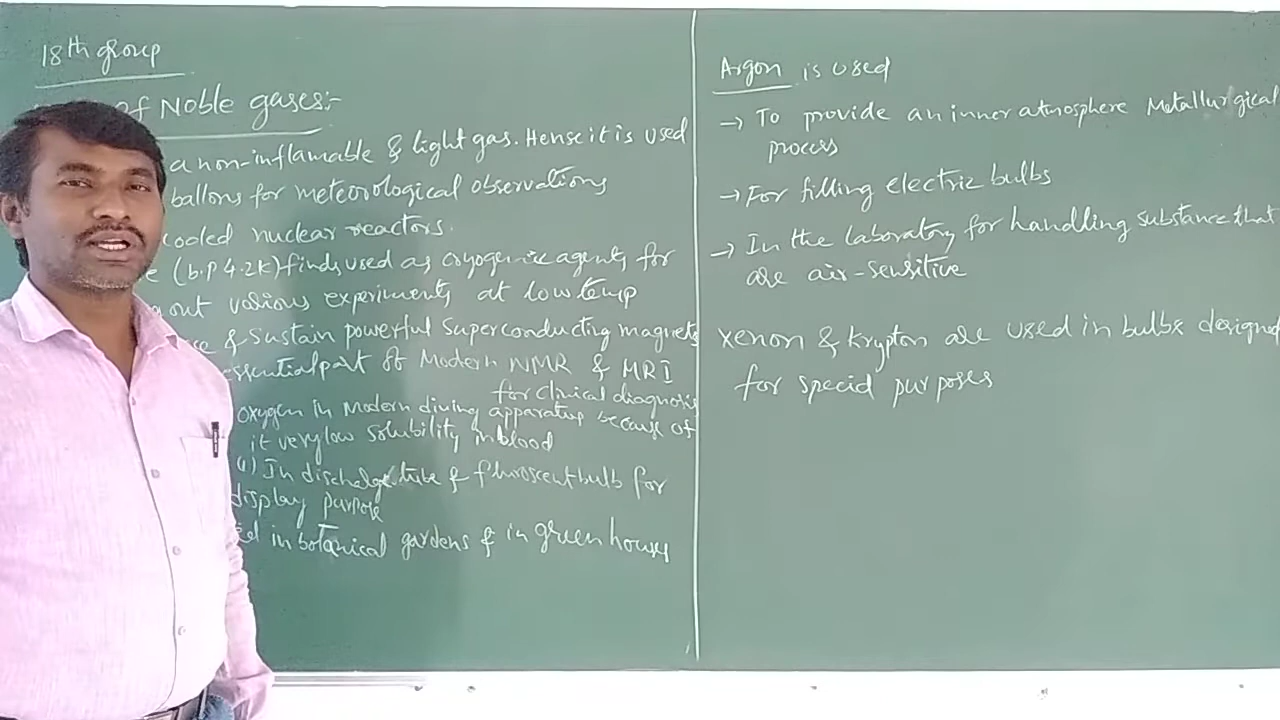 18th group
of Noble gases:-
a non-inflamable & light gas. Hense it is used
ballons for meteorological observations
cooled nuclear reactors.
(b.p 4.2K) finds used as cryogenic agents for
out various experiments at low temp
& Sustain powerful Superconducting magnets
essential part of Modern NMR & MRI
for clinical diagnosis
oxygen in modern diving apparatus because of
it very low solubility in blood
In discharge tube & fluroscent bulb for
display purpose
in botanical gardens & in green houses
Argon is used
→ To provide an inner atmosphere Metallurgical
process
→ For filling electric bulbs
→ In the laboratory for handling substance that
are air-sensitive
Xenon & Krypton are used in bulbs designed
for special purposes